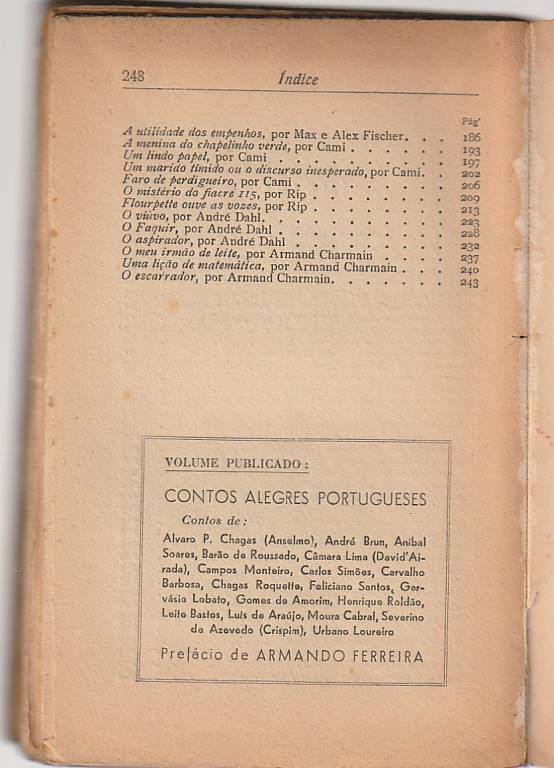 248 Índice
Pág'
A utilidade dos empenhos, por Max e Alex Fischer. . . 186
A menina do chapelinho verde, por Cami . . . . . . 193
Um lindo papel, por Cami . . . . . . . . . . . 197
Um marido tímido ou o discurso inesperado, por Cami. . 202
Faro de perdigueiro, por Cami . . . . . . . . . 206
O mistério do fiacre 115, por Rip . . . . . . . . 209
Flourpette ouve as vozes, por Rip . . . . . . . . 213
O viúvo, por André Dahl. . . . . . . . . . . 223
O Faquir, por André Dahl . . . . . . . . . . 228
O aspirador, por André Dahl . . . . . . . . . 232
O meu irmão de leite, por Armand Charmain . . . . 237
Uma lição de matemática, por Armand Charmain . . . 240
O escarrador, por Armand Charmain. . . . . . . 243
VOLUME PUBLICADO:
CONTOS ALEGRES PORTUGUESES
Contos de:
Alvaro P. Chagas (Anselmo), André Brun, Aníbal
Soares, Barão de Roussado, Câmara Lima (David'Ai-
rada), Campos Monteiro, Carlos Simões, Carvalho
Barbosa, Chagas Roquette, Feliciano Santos, Ger-
vásio Lobato, Gomes de Amorim, Henrique Roldão,
Leite Bastos, Luís de Araújo, Moura Cabral, Severino
de Azevedo (Crispim), Urbano Loureiro
Prefácio de ARMANDO FERREIRA